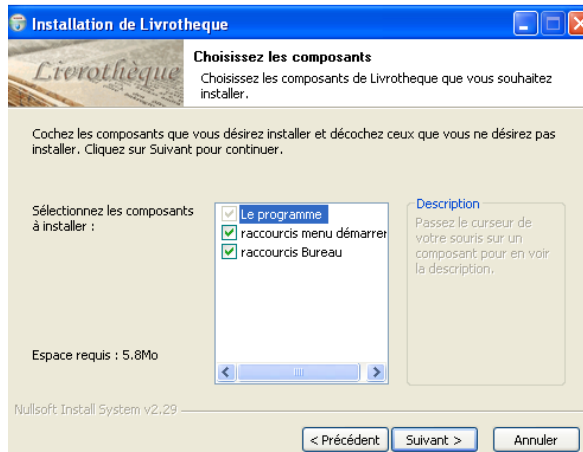 Installation de Livrotheque
Livrothèque
Choisissez les composants
Choisissez les composants de Livrotheque que vous souhaitez
installer.
Cochez les composants que vous désirez installer et décochez ceux que vous ne désirez pas
installer. Cliquez sur Suivant pour continuer.
Sélectionnez les composants
à installer :
Le programme
raccourcis menu démarrer
raccourcis Bureau
Description
Passez le curseur de
votre souris sur un
composant pour en voir
la description.
Espace requis : 5.8Mo
Nullsoft Install System v2.29
< Précédent
Suivant >
Annuler